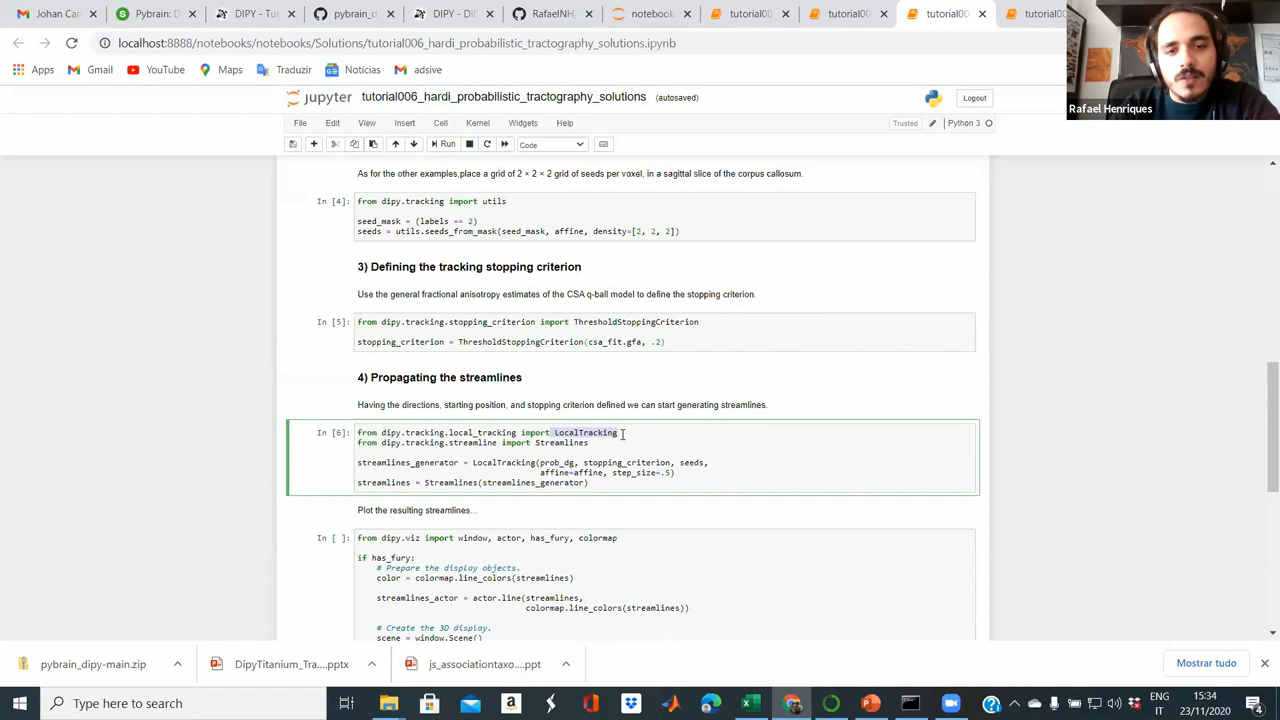 Johan Car
Pybrain: D
DIPY - Tut
pybrain_d
DIPY - Diff
RafaelNHA
notebook
tutorial00
tutorial00
tutorial00
tutorial00
localhost:8888/notebooks/notebooks/Solutions/tutorial006_hardi_probabilistic_tractography_solutions.ipynb
Apps
Gmail
YouTube
Maps
Traduzir
Notícias
adsive
Rafael Henriques
jupyter tutorial006_hardi_probabilistic_tractography_solutions (autosaved)
Logout
File Edit View Insert Cell Kernel Widgets Help
Trusted Python 3
Run Code
As for the other examples,place a grid of 2 × 2 × 2 grid of seeds per voxel, in a sagittal slice of the corpus callosum.
In [4]: from dipy.tracking import utils
seed_mask = (labels == 2)
seeds = utils.seeds_from_mask(seed_mask, affine, density=[2, 2, 2])
3) Defining the tracking stopping criterion
Use the general fractional anisotropy estimates of the CSA q-ball model to define the stopping criterion.
In [5]: from dipy.tracking.stopping_criterion import ThresholdStoppingCriterion
stopping_criterion = ThresholdStoppingCriterion(csa_fit.gfa, .2)
4) Propagating the streamlines
Having the directions, starting position, and stopping criterion defined we can start generating streamlines.
In [6]: from dipy.tracking.local_tracking import LocalTracking
from dipy.tracking.streamline import Streamlines
streamlines_generator = LocalTracking(prob_dg, stopping_criterion, seeds,
affine=affine, step_size=.5)
streamlines = Streamlines(streamlines_generator)
Plot the resulting streamlines...
In [ ]: from dipy.viz import window, actor, has_fury, colormap
if has_fury:
# Prepare the display objects.
color = colormap.line_colors(streamlines)
streamlines_actor = actor.line(streamlines,
colormap.line_colors(streamlines))
# Create the 3D display.
scene = window.Scene()
pybrain_dipy-main.zip
DipyTitanium_Tra....pptx
js_associationtaxo....ppt
Mostrar tudo
Type here to search
ENG
IT
15:34
23/11/2020
4